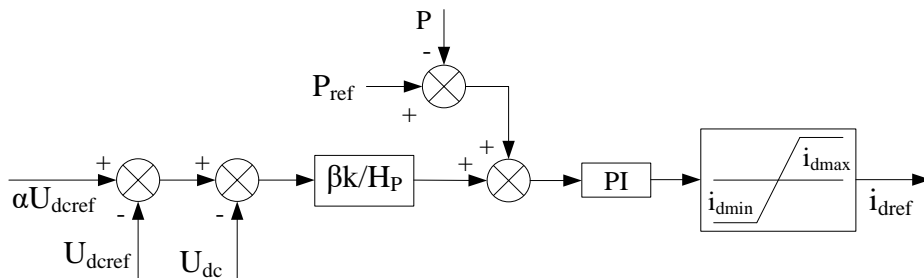 P
-
P_ref
+
+
+
+
+
αU_dcref
-
-
βk/H_P
PI
i_dmax
i_dmin
i_dref
U_dcref
U_dc